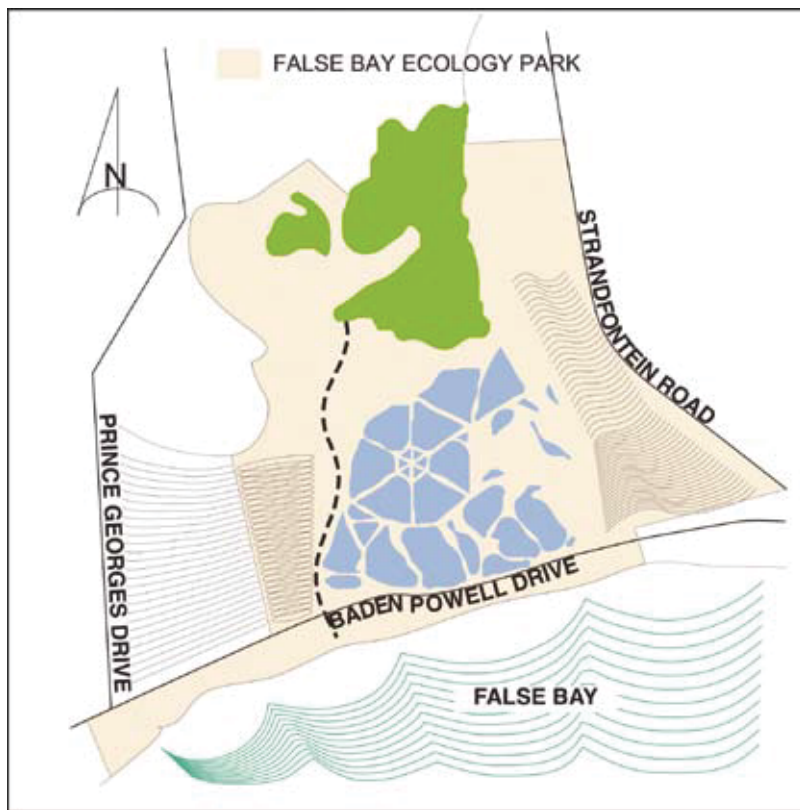 FALSE BAY ECOLOGY PARK
N
STRANDFONTEIN ROAD
PRINCE GEORGES DRIVE
BADEN POWELL DRIVE
FALSE BAY